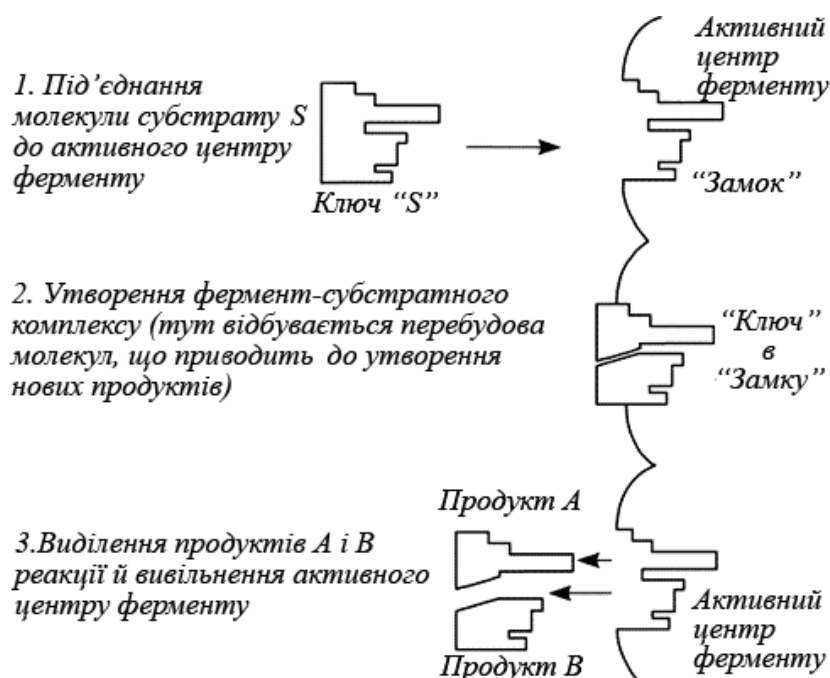 1. Під’єднання
молекули субстрату S
до активного центру
ферменту
Ключ “S”
Активний
центр
ферменту
“Замок”
2. Утворення фермент-субстратного
комплексу (тут відбувається перебудова
молекул, що приводить до утворення
нових продуктів)
“Ключ”
в
“Замку”
3.Виділення продуктів А і В
реакції й вивільнення активного
центру ферменту
Продукт А
Продукт В
Активний
центр
ферменту